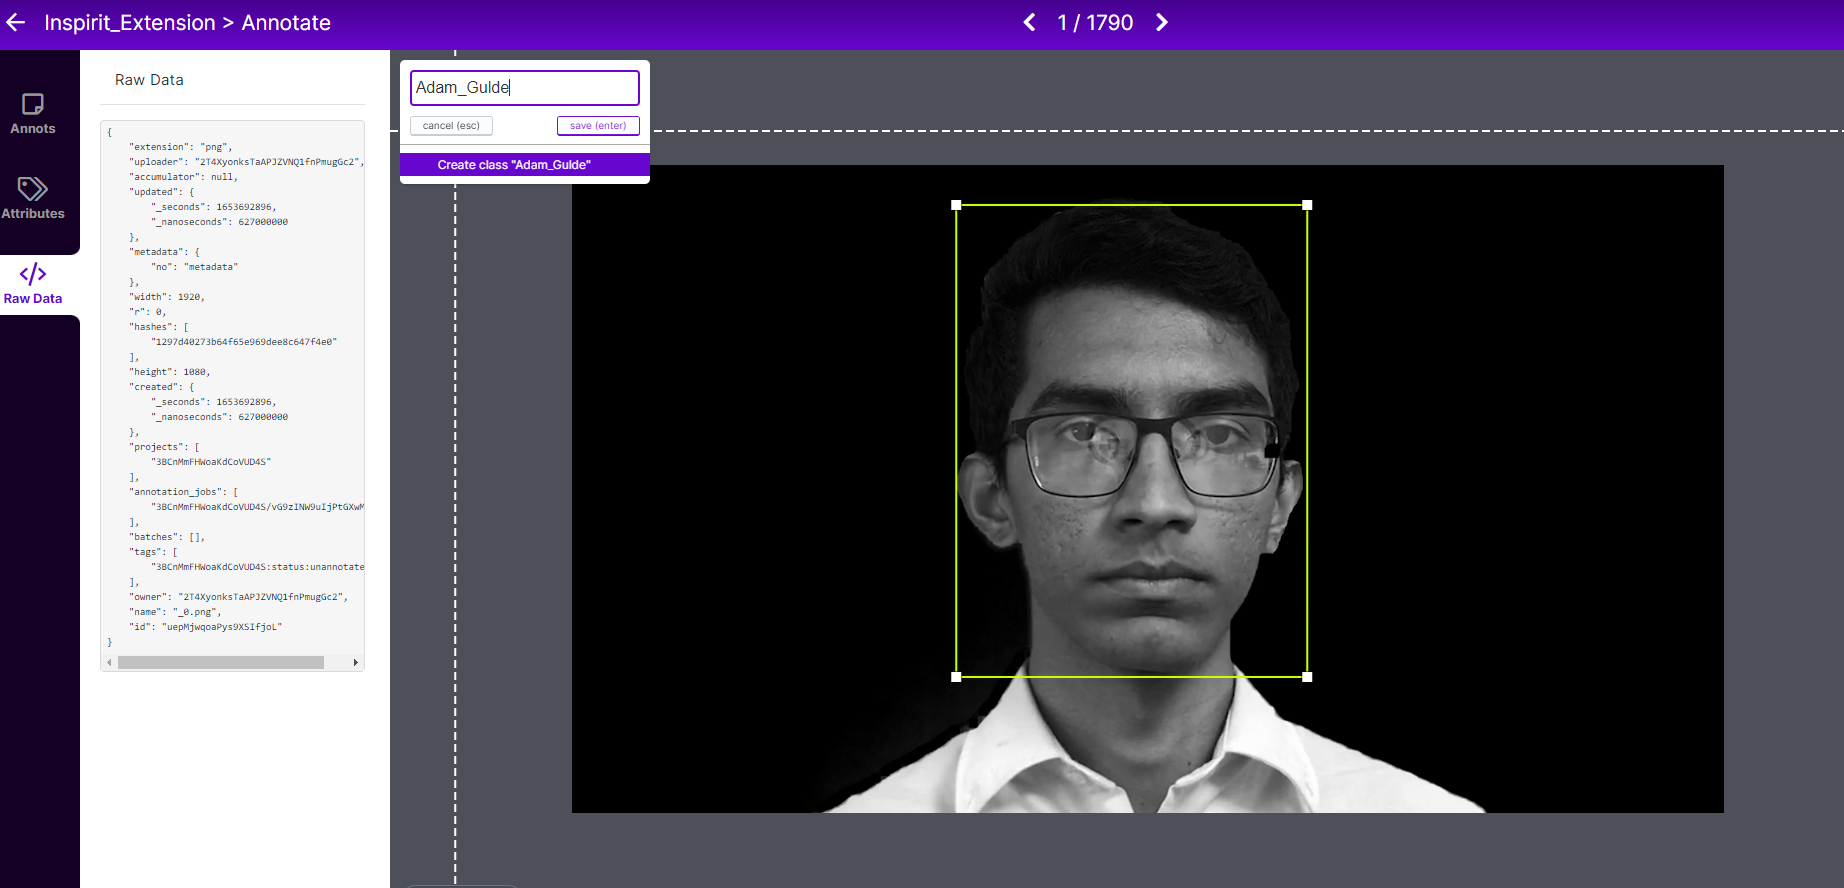 Inspirit_Extension > Annotate
1 / 1790
Annots
Attributes
Raw Data
Raw Data
{
"extension": "png",
"uploader": "2T4XyonksTaAPJZVNQ1fnPmugGc2",
"accumulator": null,
"updated": {
"_seconds": 1653692896,
"_nanoseconds": 627000000
},
"metadata": {
"no": "metadata"
},
"width": 1920,
"r": 0,
"hashes": [
"1297d40273b64f65e969dee8c647f4e0"
],
"height": 1080,
"created": {
"_seconds": 1653692896,
"_nanoseconds": 627000000
},
"projects": [
"3BCnMmFHWoaKdCoVUD4S"
],
"annotation_jobs": [
"3BCnMmFHWoaKdCoVUD4S/vG9zINW9uIjPtGXwM
],
"batches": [],
"tags": [
"3BCnMmFHWoaKdCoVUD4S:status:unannotate
],
"owner": "2T4XyonksTaAPJZVNQ1fnPmugGc2",
"name": "_0.png",
"id": "uepMjwqoaPys9XSIfjoL"
}
Adam_Gulde
cancel (esc)
save (enter)
Create class "Adam_Gulde"